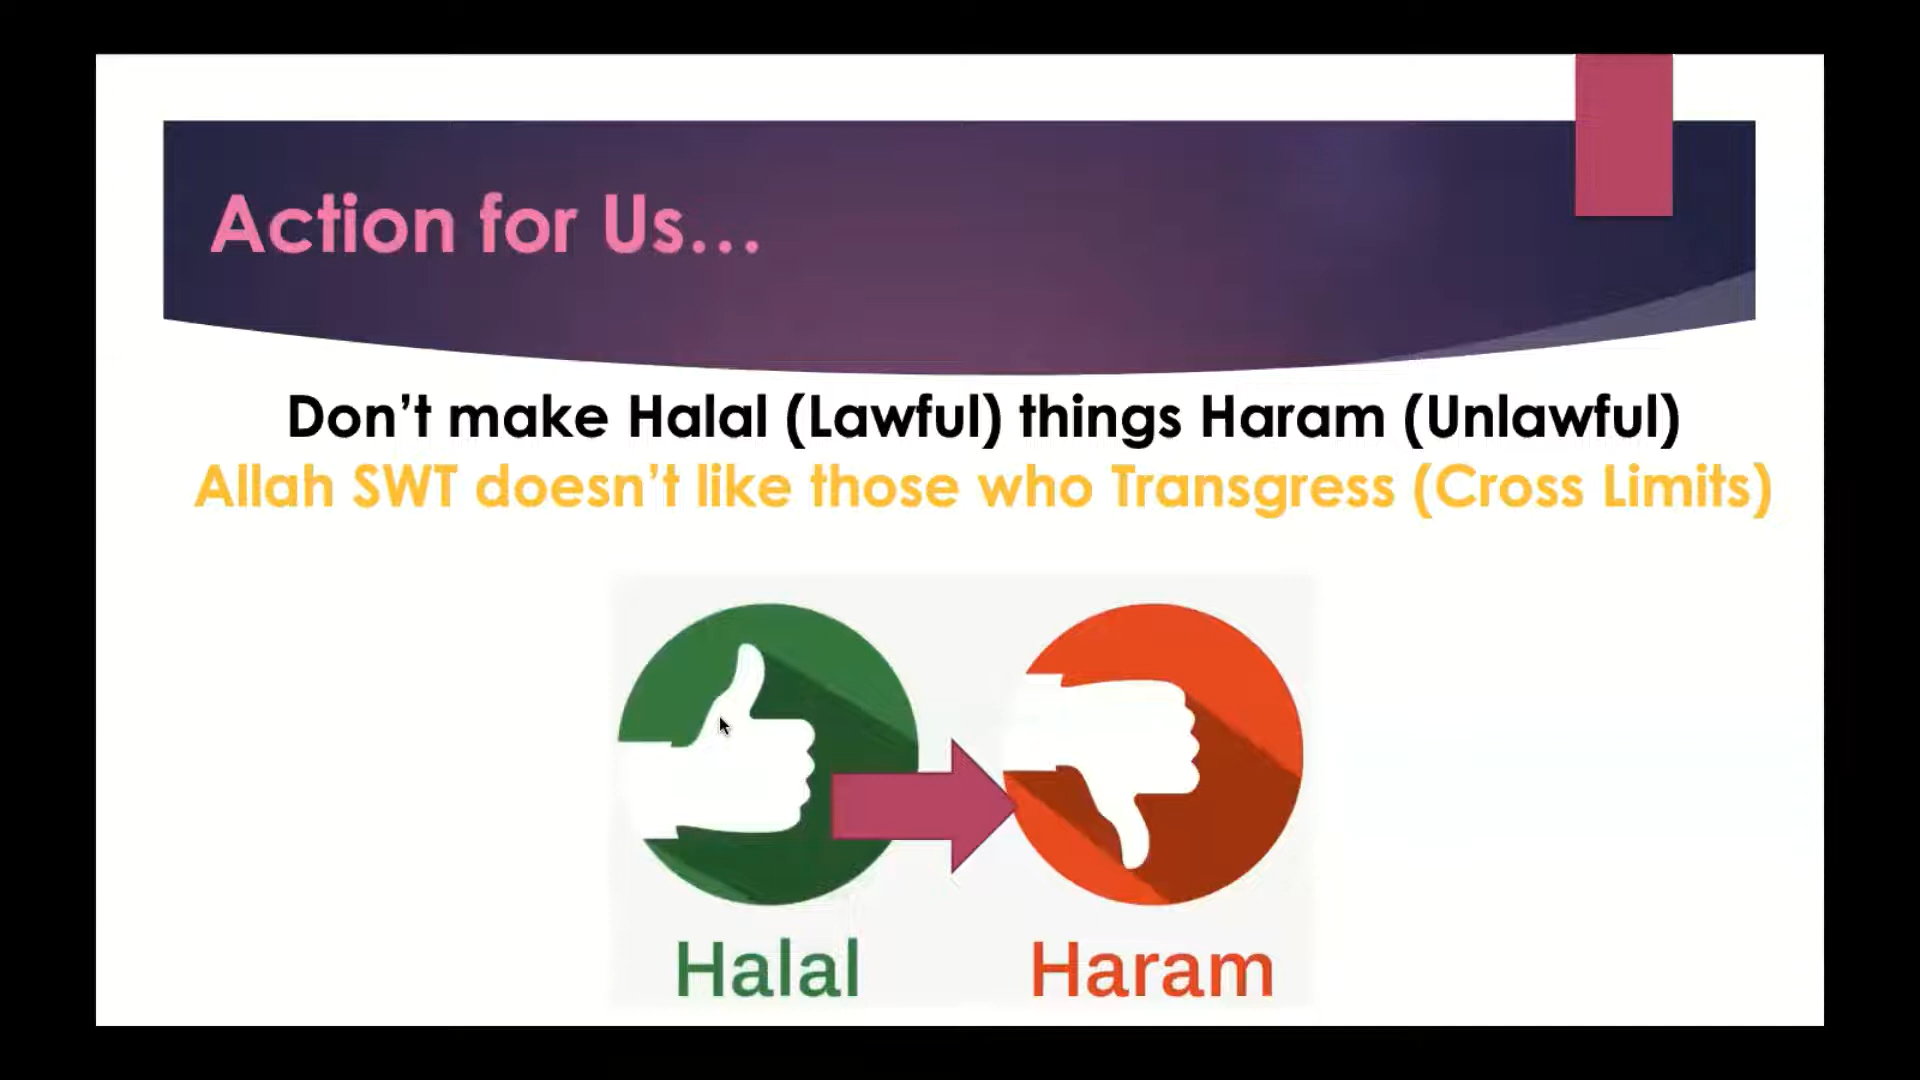 Action for Us...
Don't make Halal (Lawful) things Haram (Unlawful)
Allah SWT doesn't like those who Transgress (Cross Limits)
Halal
Haram